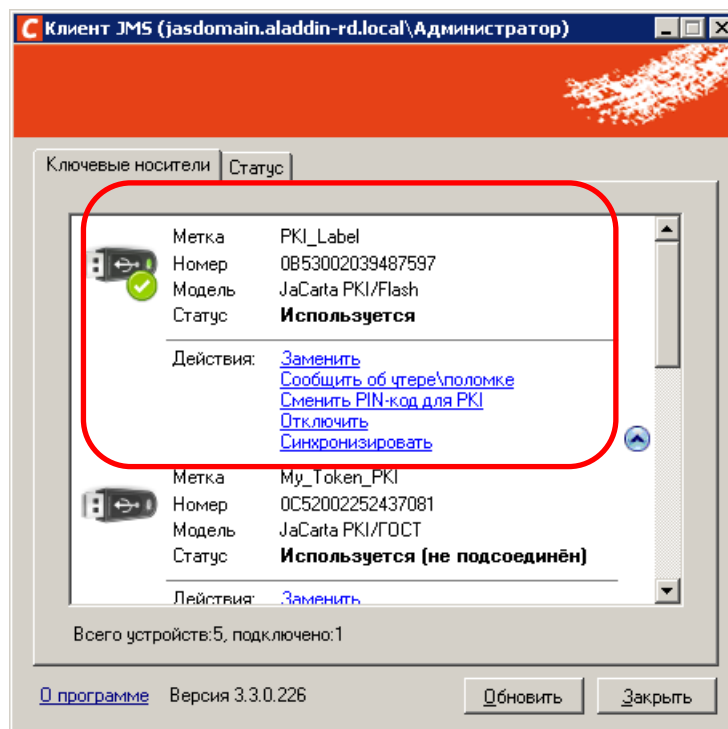 Клиент JMS (jasdomain.aladdin-rd.local\Администратор)
Ключевые носители
Статус
Метка PKI_Label
Номер 0B53002039487597
Модель JaCarta PKI/Flash
Статус Используется
Действия: Заменить
Сообщить об утере\поломке
Сменить PIN-код для PKI
Отключить
Синхронизировать
Метка My_Token_PKI
Номер 0C52002252437081
Модель JaCarta PKI/ГОСТ
Статус Используется (не подсоединён)
Действия: Заменить
Всего устройств:5, подключено:1
О программе Версия 3.3.0.226 Обновить Закрыть